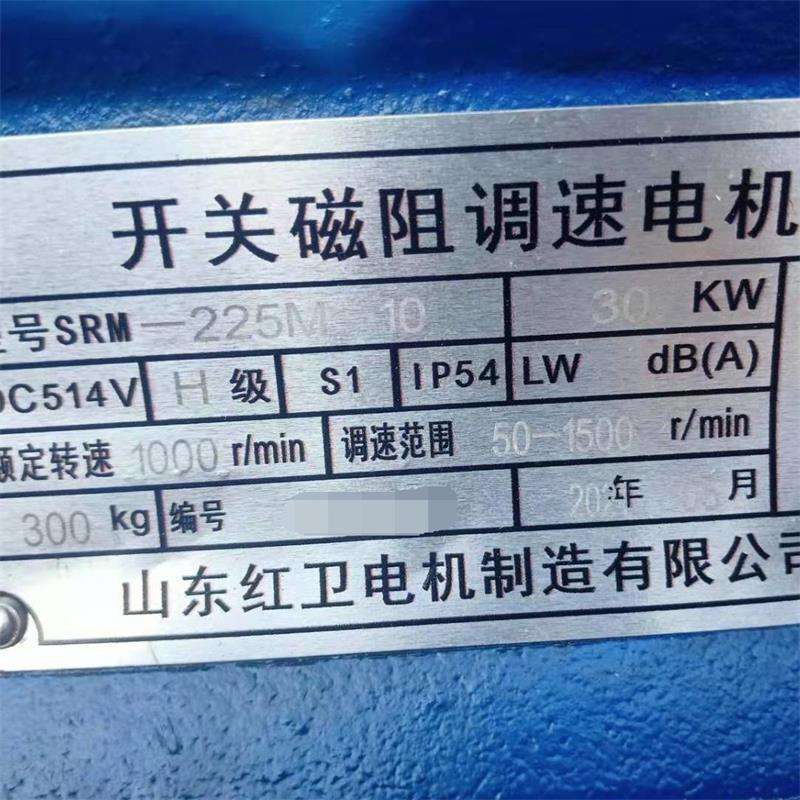 开关磁阻调速电机
号SRM-225M 10 30 KW
DC514V H 级 S1 IP54 LW dB(A)
额定转速 1000 r/min 调速范围 50-1500 r/min
300 kg 编号 年 月
山东红卫电机制造有限公司